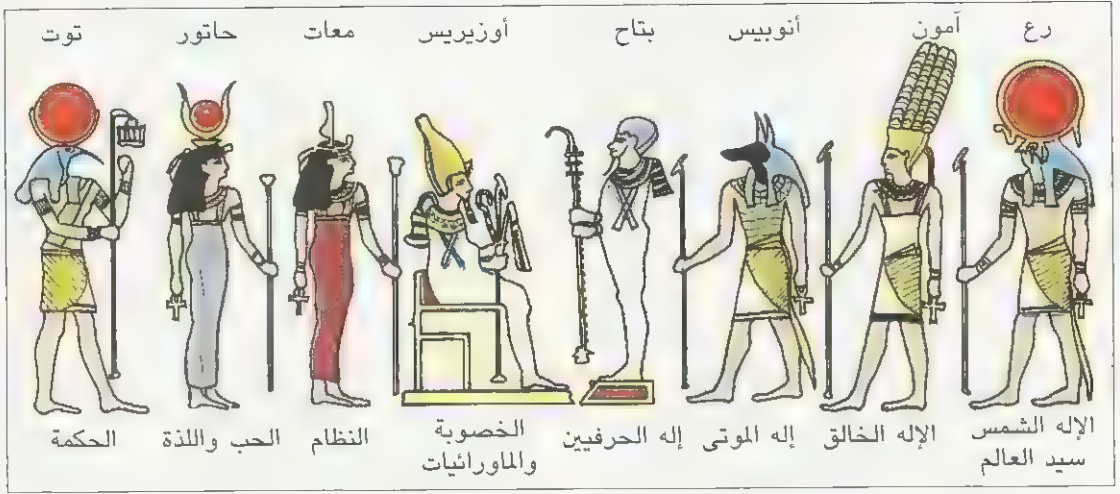 رع
آمون
أنوبيس
بتاح
أوزيريس
معات
حاتور
توت
الإله الشمس
سيد العالم
الإله الخالق
إله الموتى
إله الحرفيين
الخصوبة
والماورائيات
النظام
الحب واللذة
الحكمة